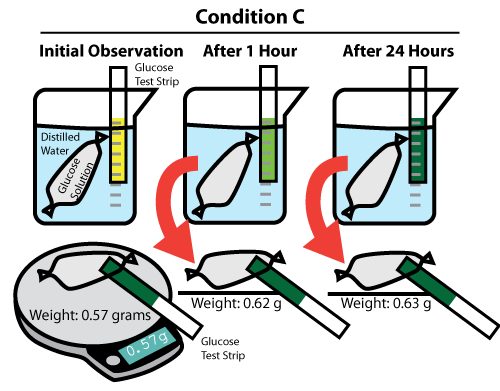 Condition C
Initial Observation
After 1 Hour
After 24 Hours
Glucose
Test Strip
Distilled
Water
Glucose
Solution
Weight: 0.57 grams
Weight: 0.62 g
Weight: 0.63 g
0.57g
Glucose
Test Strip